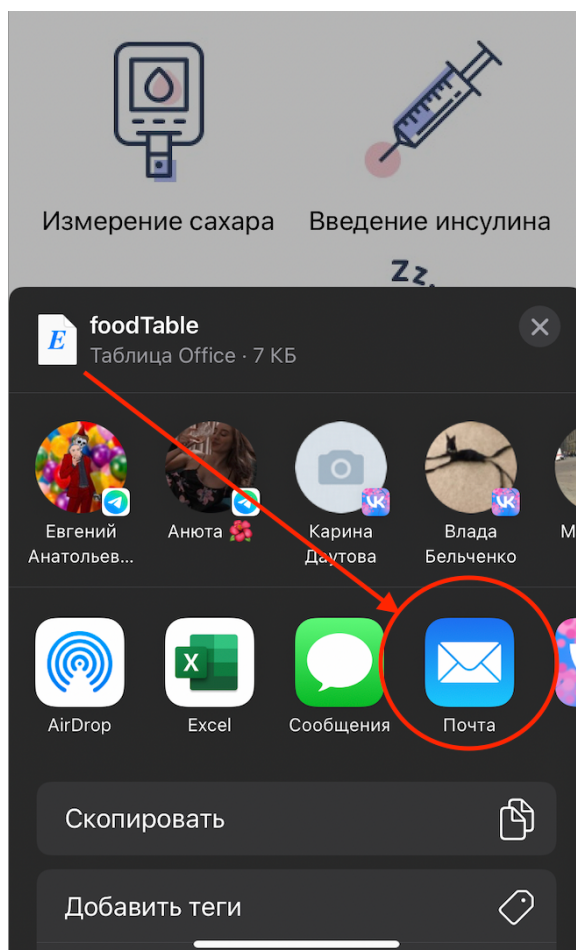 Измерение сахара
Введение инсулина
Zz.
E
foodTable
Таблица Office · 7 КБ
Евгений
Анатольев...
Анюта 🌺
Карина
Даутова
Влада
Бельченко
М
X
AirDrop
Excel
Сообщения
Почта
Скопировать
Добавить теги